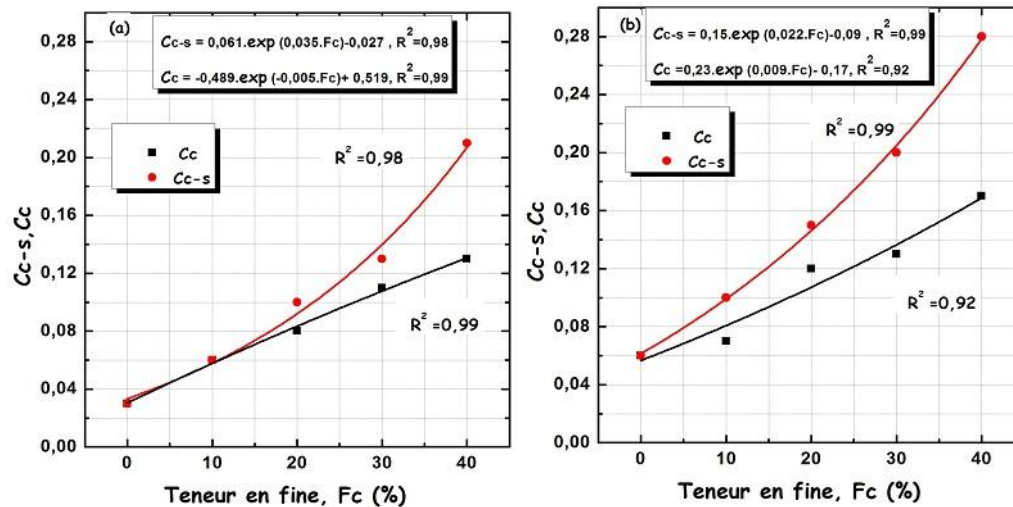 (a)
Cc-s = 0,061.exp (0,035.Fc)-0,027 , R²=0,98
Cc = -0,489.exp (-0,005.Fc)+ 0,519, R²=0,99
Cc
Cc-s
R² =0,98
R² =0,99
0,28
0,24
0,20
0,16
0,12
0,08
0,04
0,00
Cc-s, Cc
0 10 20 30 40
Teneur en fine, Fc (%)
(b)
Cc-s = 0,15.exp (0,022.Fc)-0,09 , R²=0,99
Cc =0,23.exp (0,009.Fc)- 0,17, R²=0,92
Cc
Cc-s
R² =0,99
R² =0,92
0,28
0,24
0,20
0,16
0,12
0,08
0,04
0,00
Cc-s, Cc
0 10 20 30 40
Teneur en fine, Fc (%)